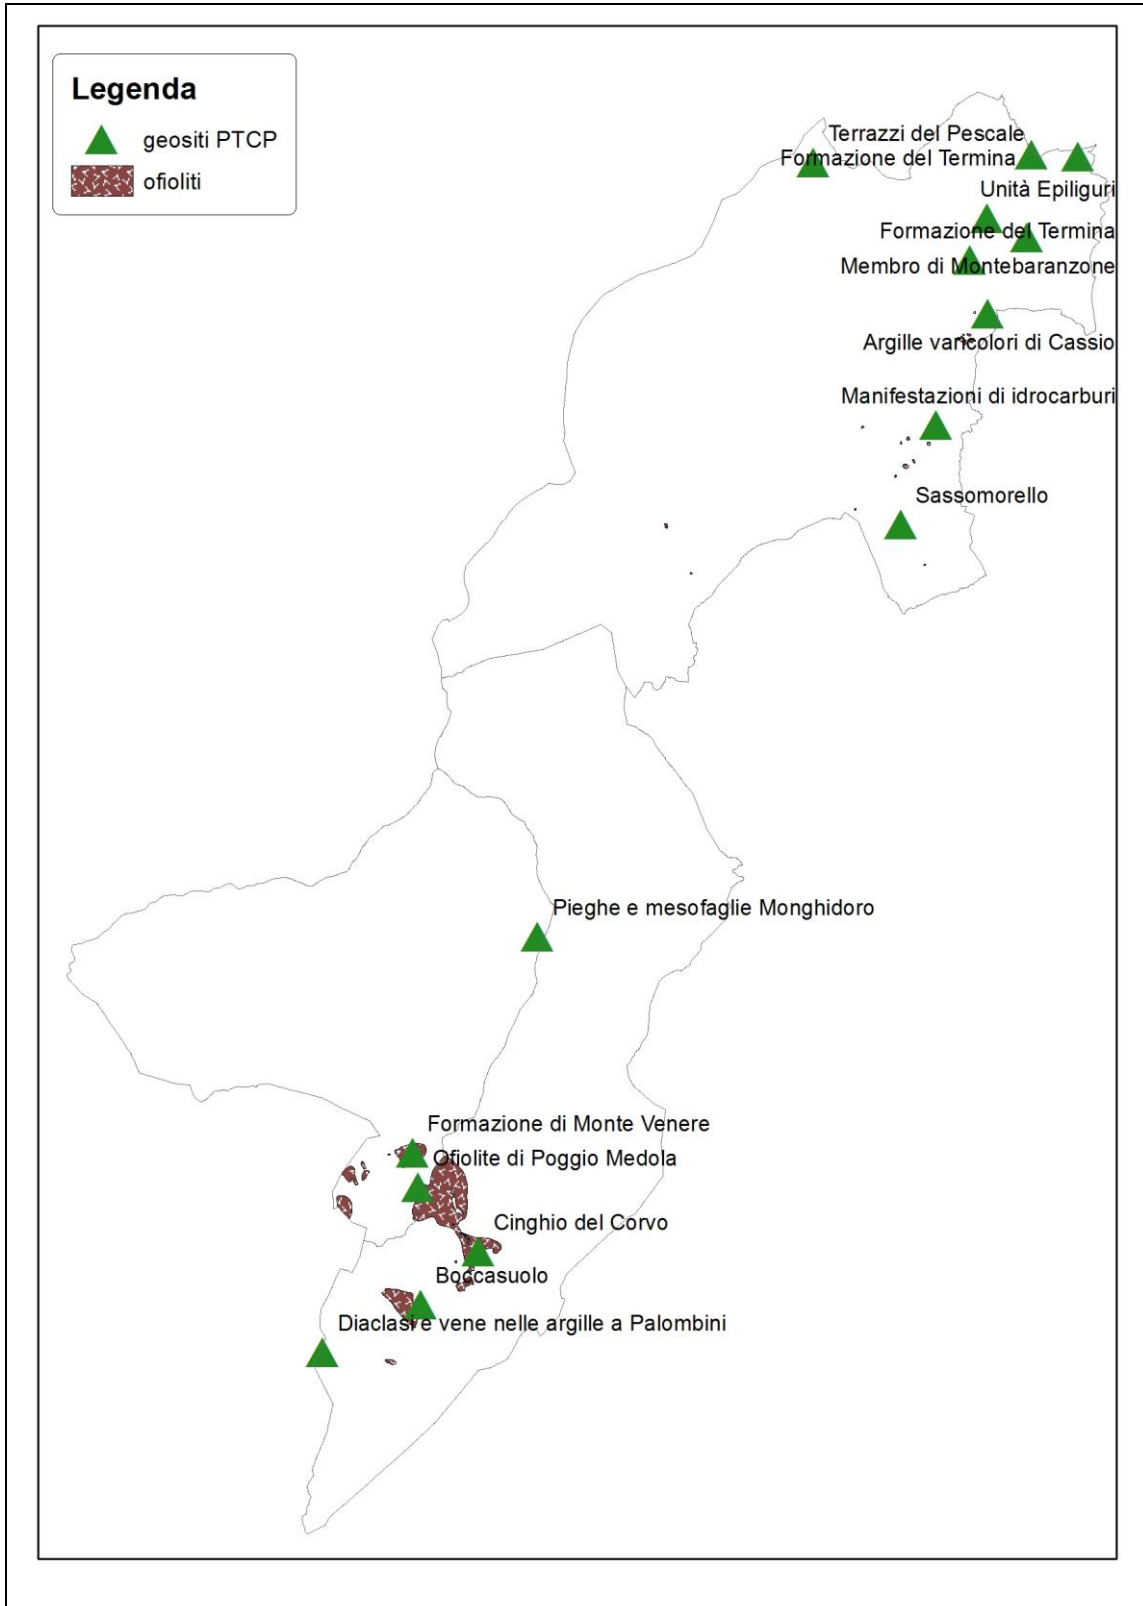 Legenda
geositi PTCP
ofioliti
Terrazzi del Pescale
Formazione del Termina
Unità Epiliguri
Formazione del Termina
Membro di Montebaranzone
Argille varicolori di Cassio
Manifestazioni di idrocarburi
Sassomorello
Pieghe e mesofaglie Monghidoro
Formazione di Monte Venere
Ofiolite di Poggio Medola
Cinghio del Corvo
Boccasuolo
Diaclasi e vene nelle argille a Palombini